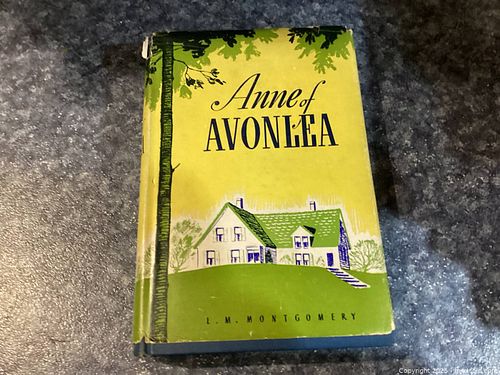 Anne of
AVONLEA
L. M. MONTGOMERY